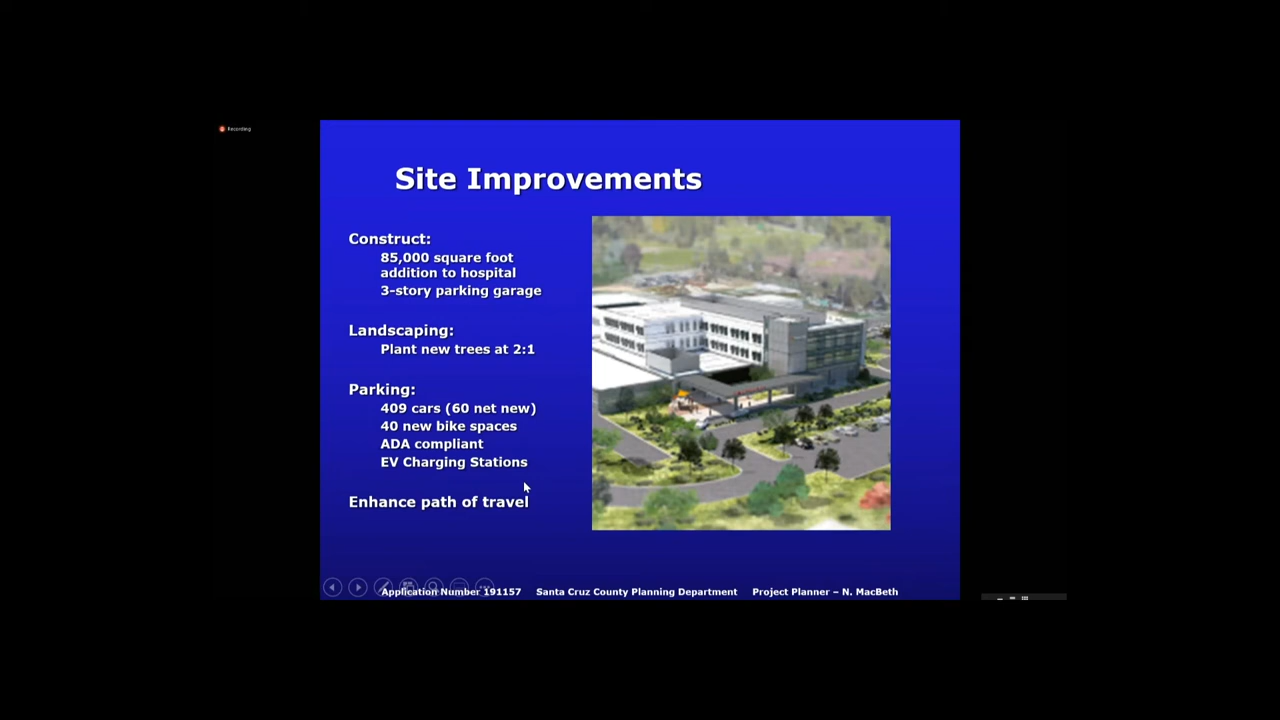 Recording
Site Improvements
Construct:
85,000 square foot
addition to hospital
3-story parking garage
Landscaping:
Plant new trees at 2:1
Parking:
409 cars (60 net new)
40 new bike spaces
ADA compliant
EV Charging Stations
Enhance path of travel
Application Number 191157 Santa Cruz County Planning Department Project Planner – N. MacBeth